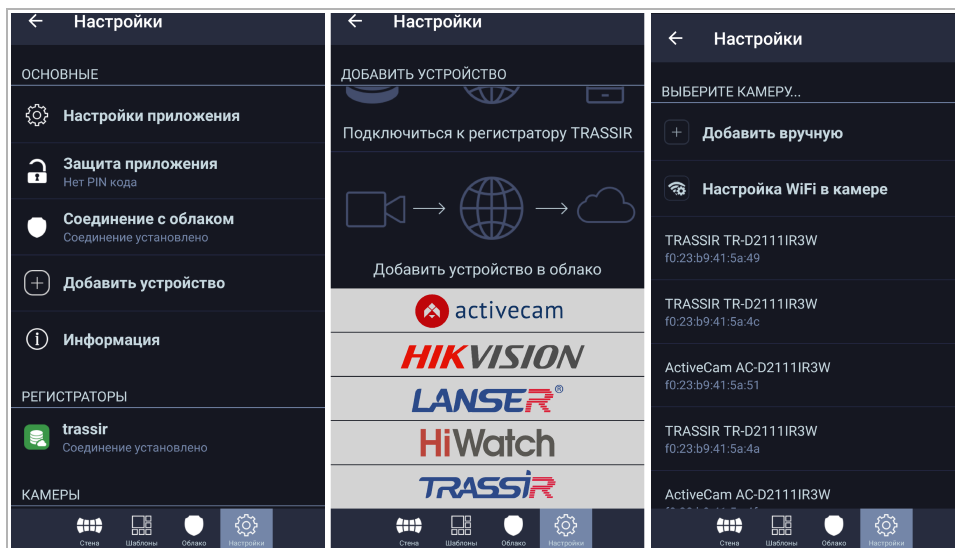 Настройки
ОСНОВНЫЕ
Настройки приложения
Защита приложения
Нет PIN кода
Соединение с облаком
Соединение установлено
Добавить устройство
Информация
РЕГИСТРАТОРЫ
trassir
Соединение установлено
КАМЕРЫ
Стена Шаблоны Облако Настройки
Настройки
ДОБАВИТЬ УСТРОЙСТВО
Подключиться к регистратору TRASSIR
Добавить устройство в облако
activecam
HIKVISION
LANSER®
HiWatch
TRASSIR
Стена Шаблоны Облако Настройки
Настройки
ВЫБЕРИТЕ КАМЕРУ...
Добавить вручную
Настройка WiFi в камере
TRASSIR TR-D2111IR3W
f0:23:b9:41:5a:49
TRASSIR TR-D2111IR3W
f0:23:b9:41:5a:4c
ActiveCam AC-D2111IR3W
f0:23:b9:41:5a:51
TRASSIR TR-D2111IR3W
f0:23:b9:41:5a:4a
ActiveCam AC-D2111IR3W
Стена Шаблоны Облако Настройки